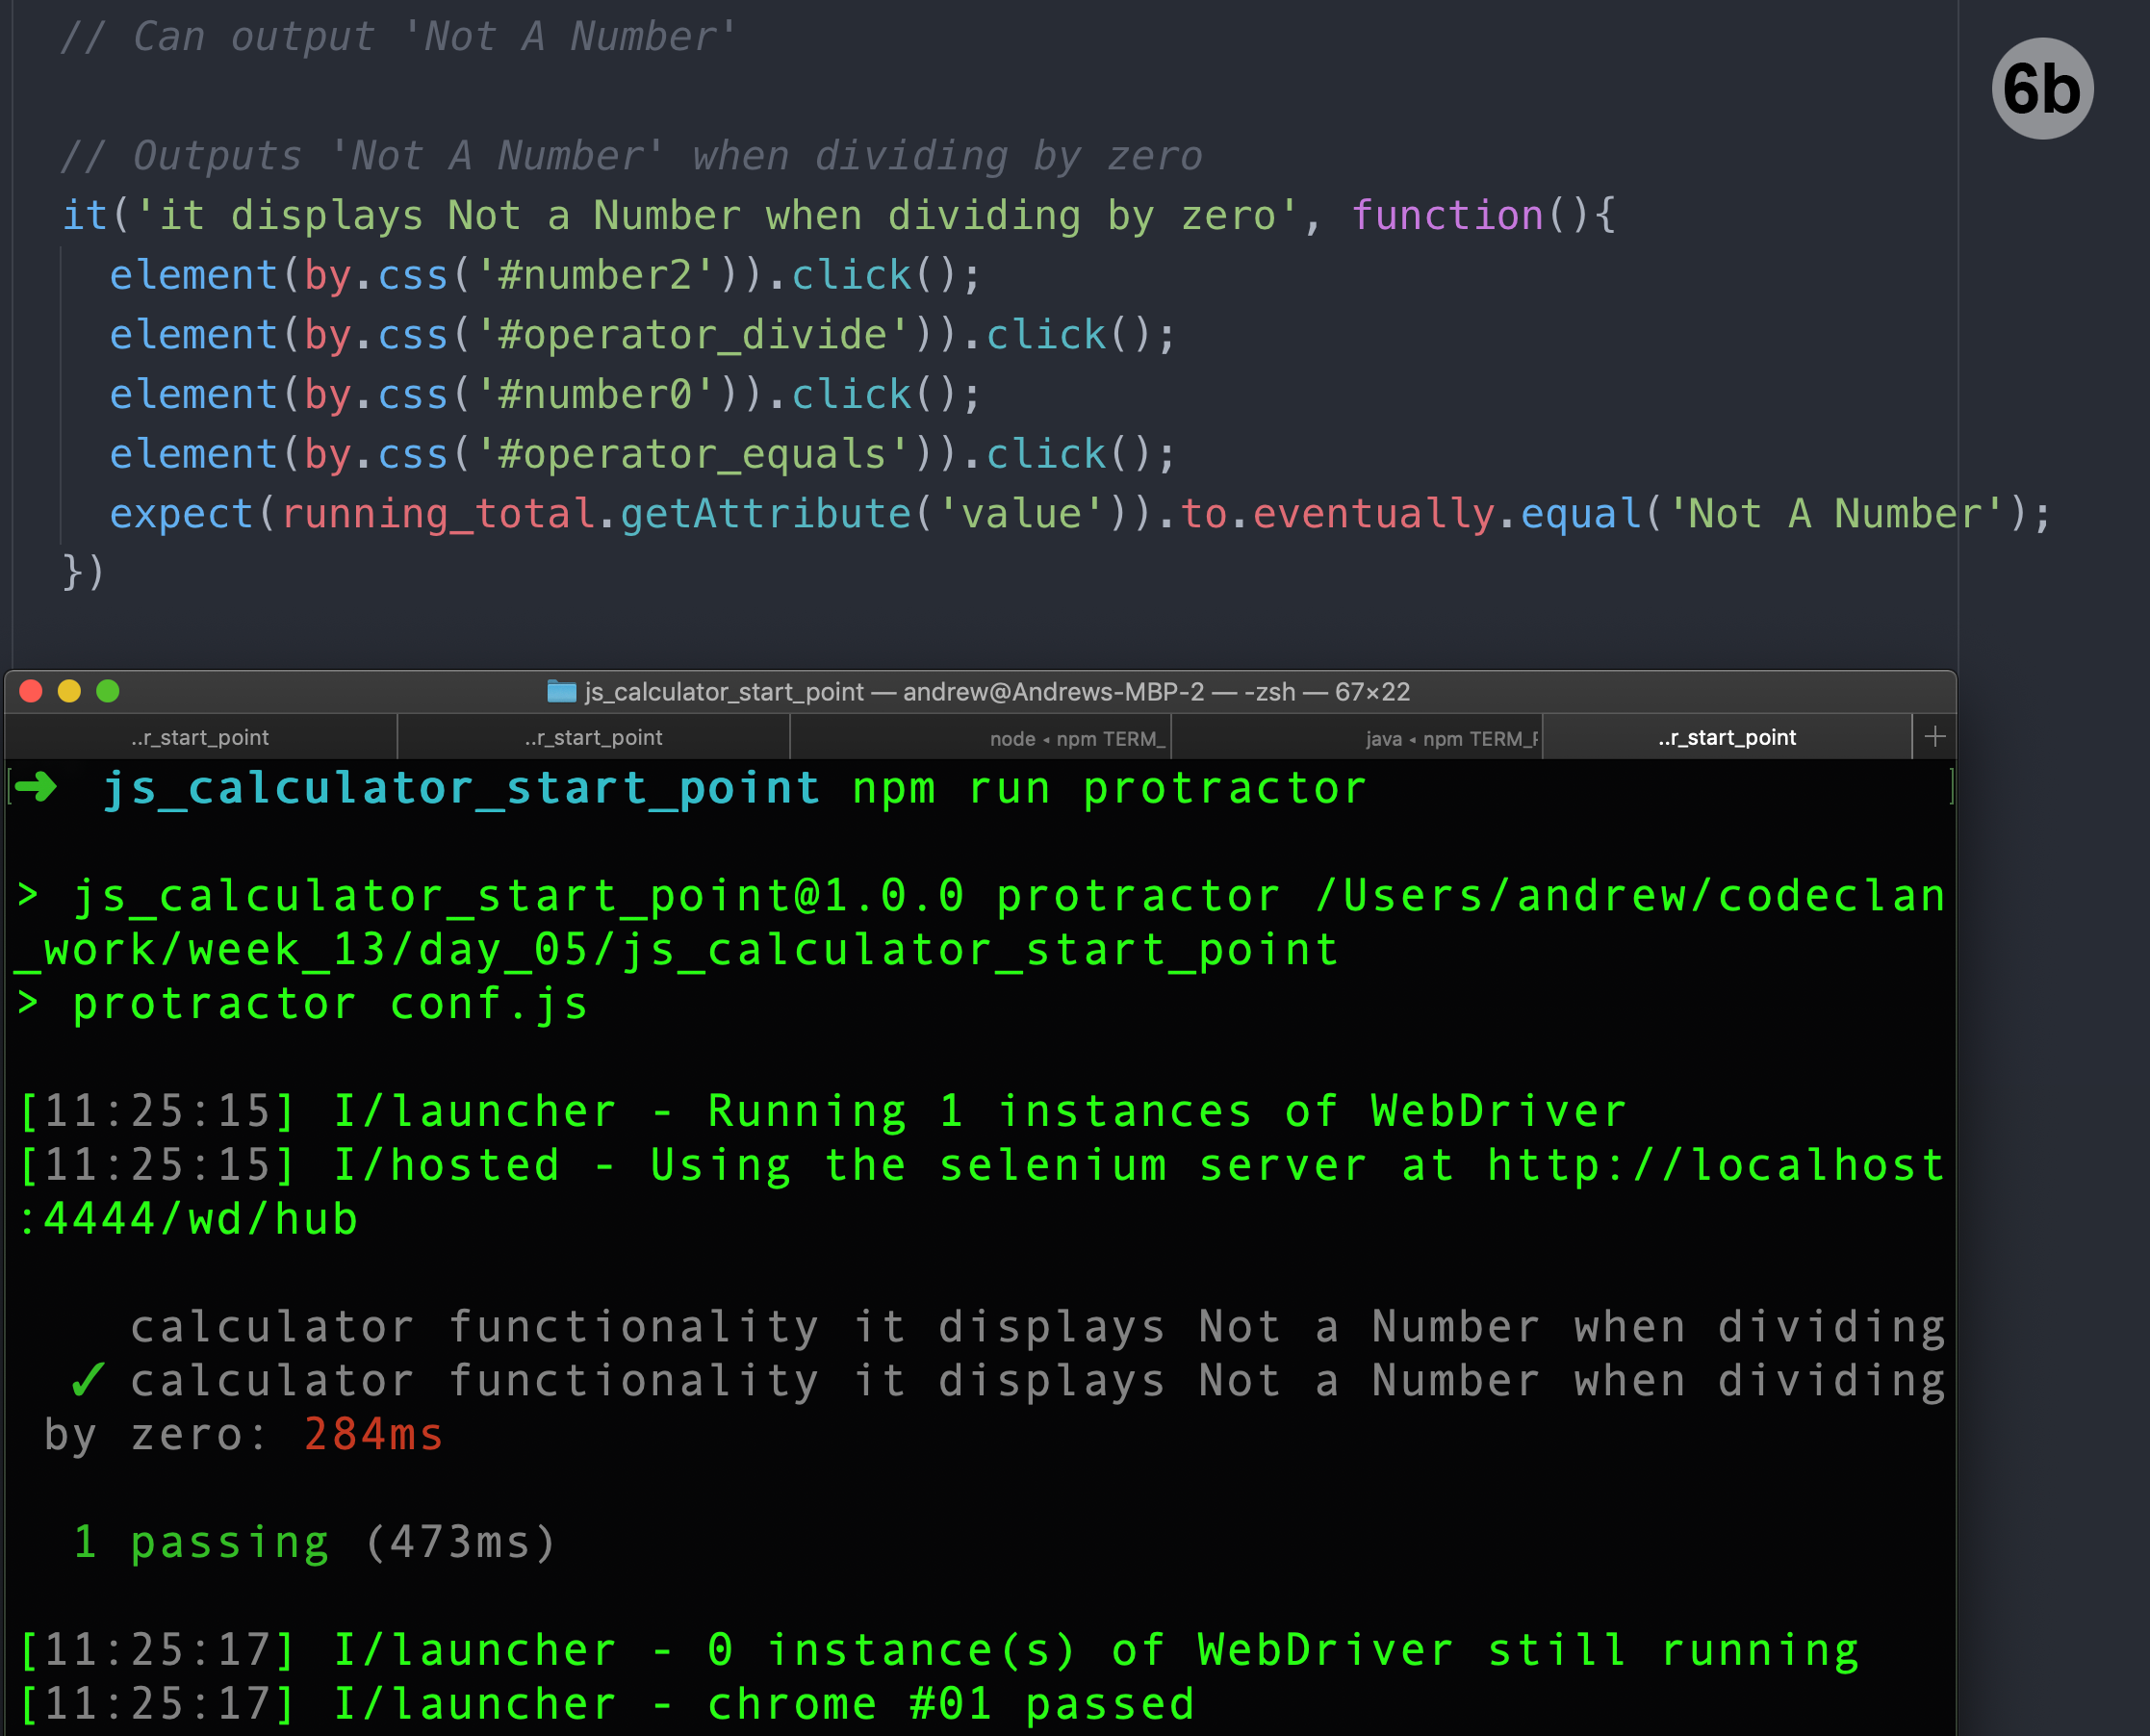 // Can output 'Not A Number'
6b
// Outputs 'Not A Number' when dividing by zero
it('it displays Not a Number when dividing by zero', function(){
element(by.css('#number2')).click();
element(by.css('#operator_divide')).click();
element(by.css('#number0')).click();
element(by.css('#operator_equals')).click();
expect(running_total.getAttribute('value')).to.eventually.equal('Not A Number');
})
js_calculator_start_point — andrew@Andrews-MBP-2 — -zsh — 67×22
..r_start_point ..r_start_point node ◂ npm TERM_ java ◂ npm TERM_P ..r_start_point +
[➜ js_calculator_start_point npm run protractor ]
> js_calculator_start_point@1.0.0 protractor /Users/andrew/codeclan
_work/week_13/day_05/js_calculator_start_point
> protractor conf.js
[11:25:15] I/launcher - Running 1 instances of WebDriver
[11:25:15] I/hosted - Using the selenium server at http://localhost
:4444/wd/hub
calculator functionality it displays Not a Number when dividing
✓ calculator functionality it displays Not a Number when dividing
by zero: 284ms
1 passing (473ms)
[11:25:17] I/launcher - 0 instance(s) of WebDriver still running
[11:25:17] I/launcher - chrome #01 passed